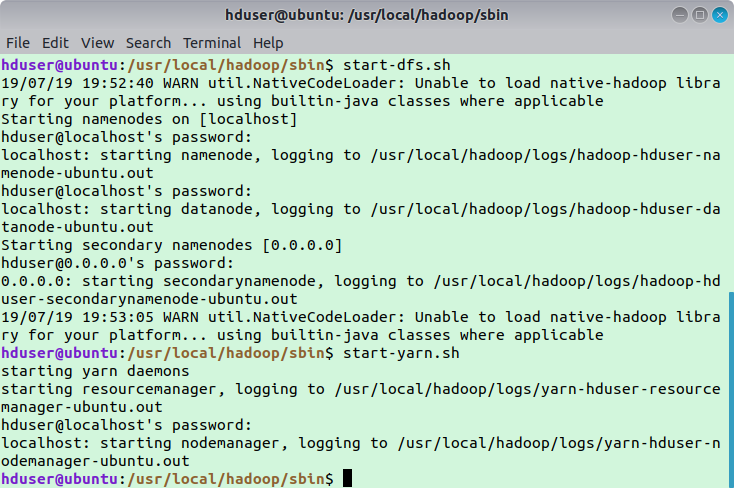 hduser@ubuntu: /usr/local/hadoop/sbin
File Edit View Search Terminal Help
hduser@ubuntu:/usr/local/hadoop/sbin$ start-dfs.sh
19/07/19 19:52:40 WARN util.NativeCodeLoader: Unable to load native-hadoop libra
ry for your platform... using builtin-java classes where applicable
Starting namenodes on [localhost]
hduser@localhost's password:
localhost: starting namenode, logging to /usr/local/hadoop/logs/hadoop-hduser-na
menode-ubuntu.out
hduser@localhost's password:
localhost: starting datanode, logging to /usr/local/hadoop/logs/hadoop-hduser-da
tanode-ubuntu.out
Starting secondary namenodes [0.0.0.0]
hduser@0.0.0.0's password:
0.0.0.0: starting secondarynamenode, logging to /usr/local/hadoop/logs/hadoop-hd
user-secondarynamenode-ubuntu.out
19/07/19 19:53:05 WARN util.NativeCodeLoader: Unable to load native-hadoop libra
ry for your platform... using builtin-java classes where applicable
hduser@ubuntu:/usr/local/hadoop/sbin$ start-yarn.sh
starting yarn daemons
starting resourcemanager, logging to /usr/local/hadoop/logs/yarn-hduser-resource
manager-ubuntu.out
hduser@localhost's password:
localhost: starting nodemanager, logging to /usr/local/hadoop/logs/yarn-hduser-n
odemanager-ubuntu.out
hduser@ubuntu:/usr/local/hadoop/sbin$